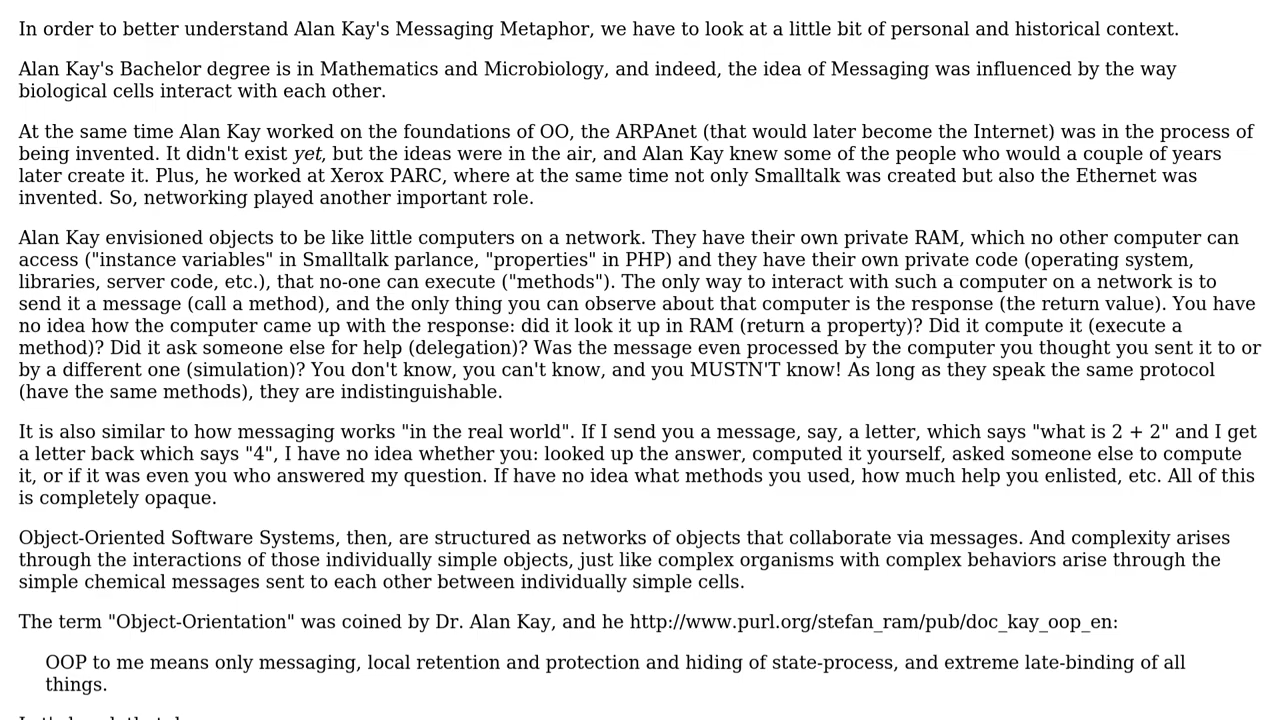 In order to better understand Alan Kay's Messaging Metaphor, we have to look at a little bit of personal and historical context.
Alan Kay's Bachelor degree is in Mathematics and Microbiology, and indeed, the idea of Messaging was influenced by the way
biological cells interact with each other.
At the same time Alan Kay worked on the foundations of OO, the ARPAnet (that would later become the Internet) was in the process of
being invented. It didn't exist yet, but the ideas were in the air, and Alan Kay knew some of the people who would a couple of years
later create it. Plus, he worked at Xerox PARC, where at the same time not only Smalltalk was created but also the Ethernet was
invented. So, networking played another important role.
Alan Kay envisioned objects to be like little computers on a network. They have their own private RAM, which no other computer can
access ("instance variables" in Smalltalk parlance, "properties" in PHP) and they have their own private code (operating system,
libraries, server code, etc.), that no-one can execute ("methods"). The only way to interact with such a computer on a network is to
send it a message (call a method), and the only thing you can observe about that computer is the response (the return value). You have
no idea how the computer came up with the response: did it look it up in RAM (return a property)? Did it compute it (execute a
method)? Did it ask someone else for help (delegation)? Was the message even processed by the computer you thought you sent it to or
by a different one (simulation)? You don't know, you can't know, and you MUSTN'T know! As long as they speak the same protocol
(have the same methods), they are indistinguishable.
It is also similar to how messaging works "in the real world". If I send you a message, say, a letter, which says "what is 2 + 2" and I get
a letter back which says "4", I have no idea whether you: looked up the answer, computed it yourself, asked someone else to compute
it, or if it was even you who answered my question. If have no idea what methods you used, how much help you enlisted, etc. All of this
is completely opaque.
Object-Oriented Software Systems, then, are structured as networks of objects that collaborate via messages. And complexity arises
through the interactions of those individually simple objects, just like complex organisms with complex behaviors arise through the
simple chemical messages sent to each other between individually simple cells.
The term "Object-Orientation" was coined by Dr. Alan Kay, and he http://www.purl.org/stefan_ram/pub/doc_kay_oop_en:
OOP to me means only messaging, local retention and protection and hiding of state-process, and extreme late-binding of all
things.